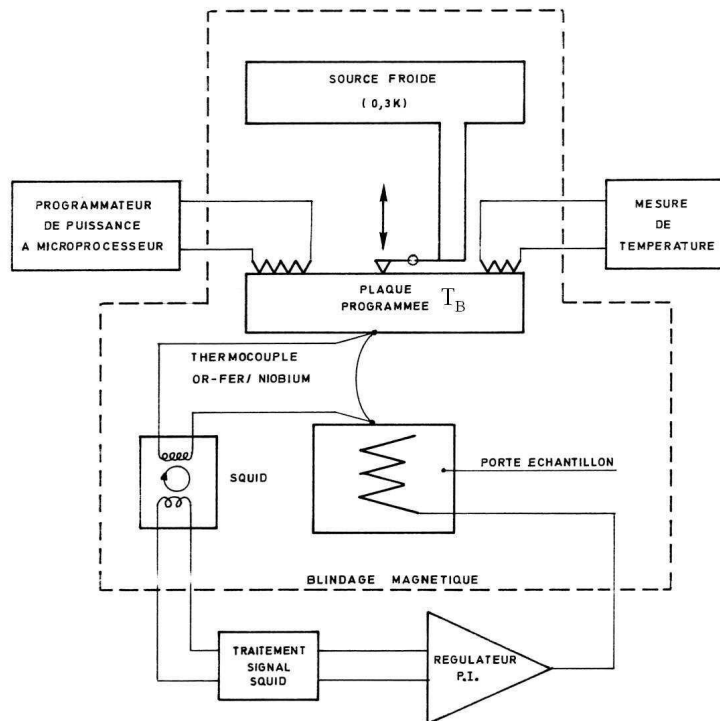 SOURCE FROIDE
(0,3K)
PROGRAMMATEUR
DE PUISSANCE
A MICROPROCESSEUR
MESURE
DE
TEMPERATURE
PLAQUE
PROGRAMMEE T_B
THERMOCOUPLE
OR-FER/ NIOBIUM
SQUID
PORTE ECHANTILLON
BLINDAGE MAGNETIQUE
TRAITEMENT
SIGNAL
SQUID
REGULATEUR
P.I.